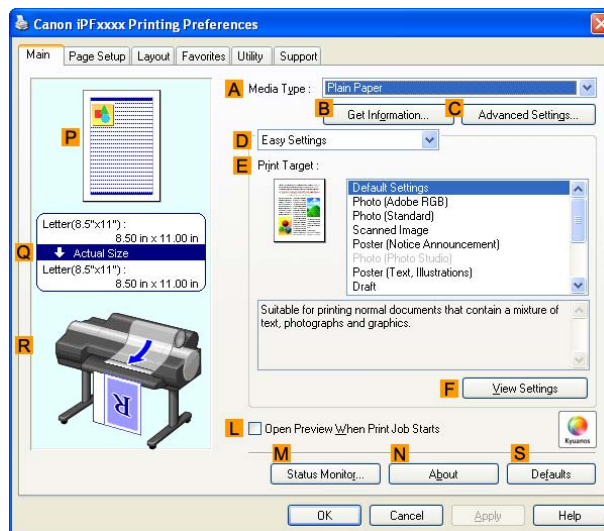 Canon iPFxxxx Printing Preferences
Main Page Setup Layout Favorites Utility Support
A Media Type : Plain Paper
B C
Get Information... Advanced Settings...
D Easy Settings
E Print Target :
P
Default Settings
Photo (Adobe RGB)
Photo (Standard)
Scanned Image
Poster (Notice Announcement)
Photo (Photo Studio)
Poster (Text, Illustrations)
Draft
Letter(8.5"x11") :
8.50 in x 11.00 in
Q Actual Size
Letter(8.5"x11") :
8.50 in x 11.00 in
Suitable for printing normal documents that contain a mixture of
text, photographs and graphics.
R
R
F View Settings
L Open Preview When Print Job Starts
Kyuanos
M N S
Status Monitor... About Defaults
OK Cancel Apply Help